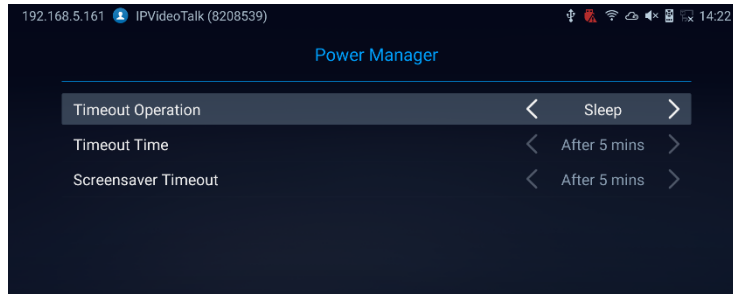 192.168.5.161 IPVideoTalk (8208539) 14:22
Power Manager
Timeout Operation Sleep
Timeout Time After 5 mins
Screensaver Timeout After 5 mins